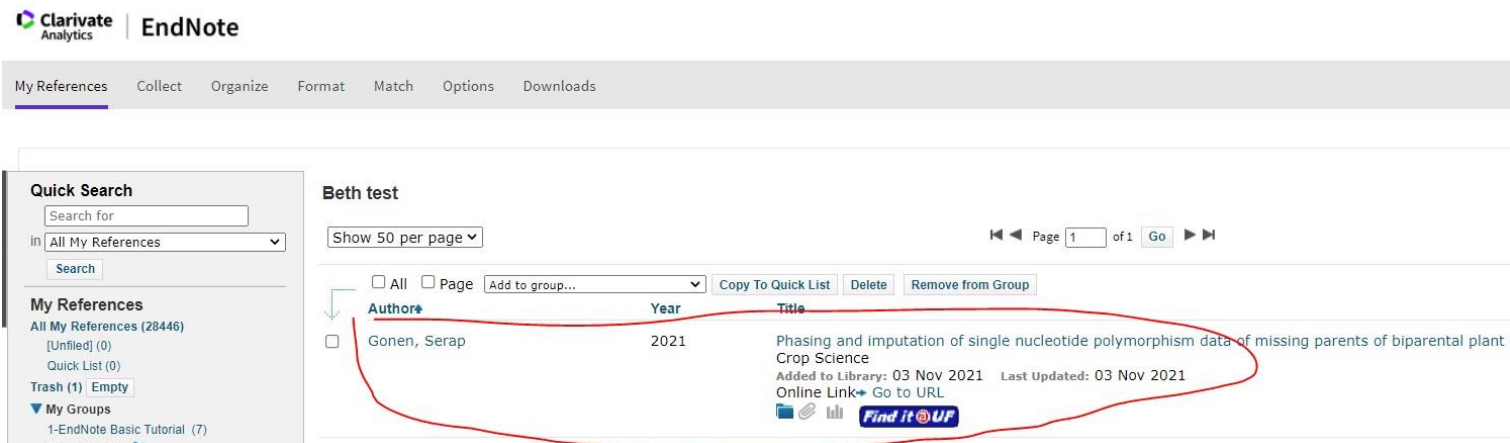 Clarivate
Analytics
EndNote
My References Collect Organize Format Match Options Downloads
Quick Search
Search for
in All My References
Search
My References
All My References (28446)
[Unfiled] (0)
Quick List (0)
Trash (1) Empty
My Groups
1-EndNote Basic Tutorial (7)
Beth test
Show 50 per page
Page 1 of 1 Go
All Page Add to group... Copy To Quick List Delete Remove from Group
Author Year Title
Gonen, Serap 2021 Phasing and imputation of single nucleotide polymorphism data of missing parents of biparental plant
Crop Science
Added to Library: 03 Nov 2021 Last Updated: 03 Nov 2021
Online Link Go to URL
Find it @ UF